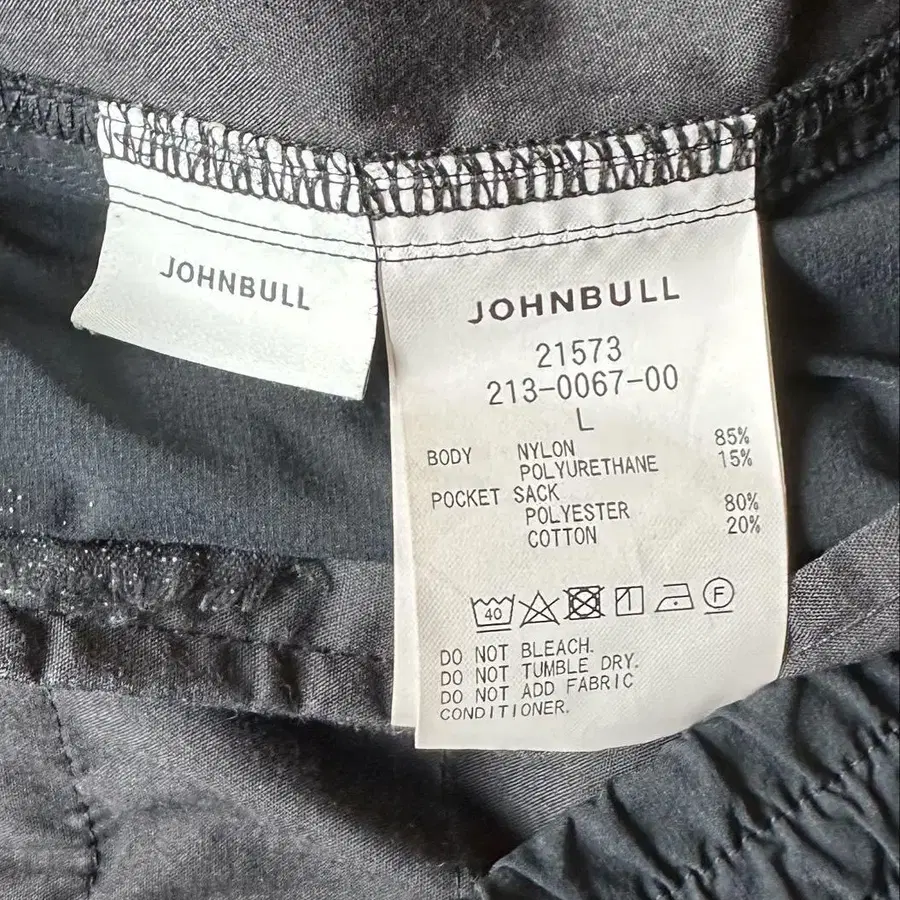 JOHNBULL
JOHNBULL
21573
213-0067-00
L
BODY NYLON 85%
POLYURETHANE 15%
POCKET SACK
POLYESTER 80%
COTTON 20%
40 F
DO NOT BLEACH.
DO NOT TUMBLE DRY.
DO NOT ADD FABRIC
CONDITIONER.